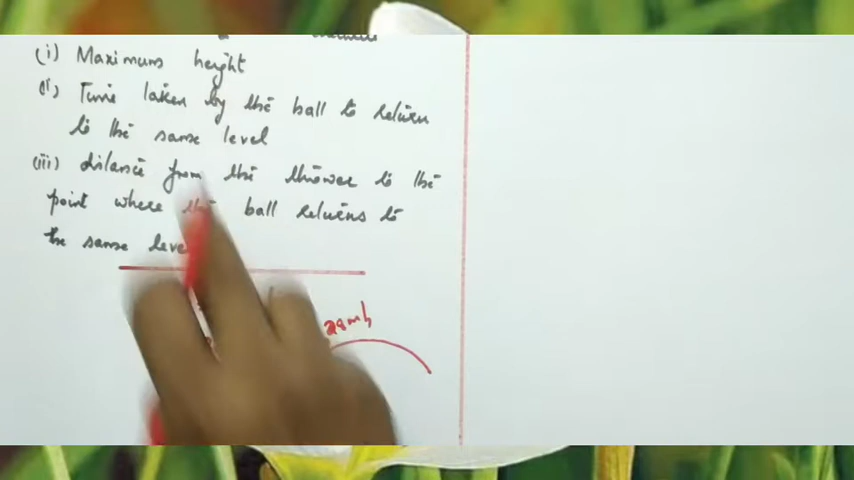 (i) Maximum height
(ii) Time taken by the ball to return
to the same level
(iii) distance from the thrower to the
point where the ball returns to
the same level
28 m/s